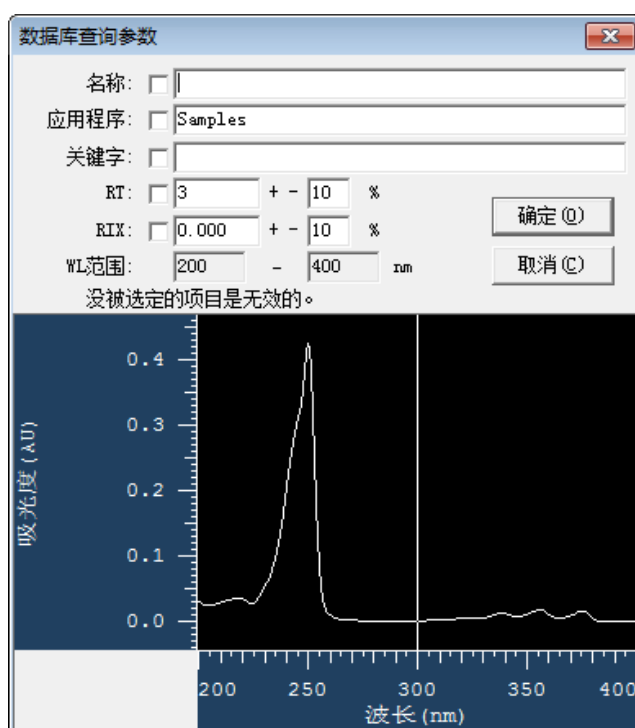 数据库查询参数
名称:
应用程序: Samples
关键字:
RT: 3 + - 10 %
RIX: 0.000 + - 10 %
WL范围: 200 - 400 nm
确定(O)
取消(C)
没被选定的项目是无效的。
吸光度(AU)
0.4
0.3
0.2
0.1
0.0
200 250 300 350 400
波长(nm)